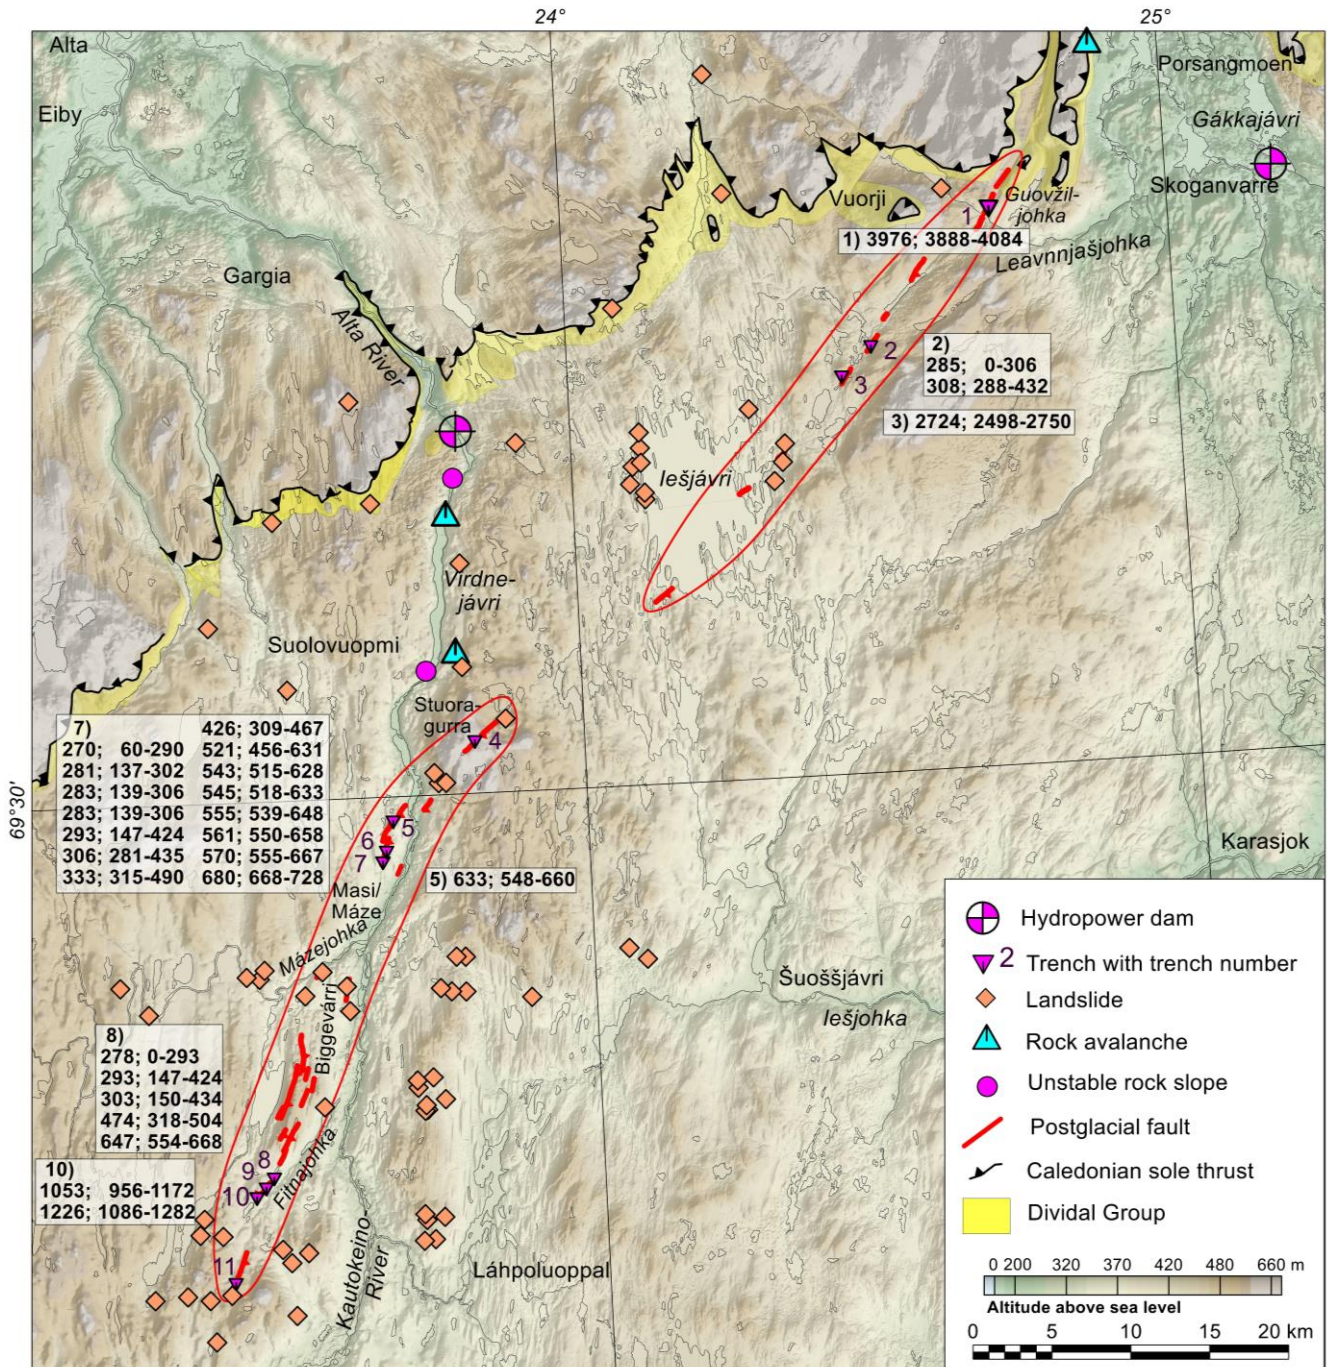 24°
25°
Alta
Porsangmoen
Eiby
Gákkajávri
Skoganvarre
Vuorji
Guovžil-
johka
1
1) 3976; 3888-4084
Leavnnjašjohka
Gargia
Alta River
2
3
2)
285; 0-306
308; 288-432
3) 2724; 2498-2750
Iešjávri
Virdne-
jávri
Suolovuopmi
Stuora-
gurra
4
7)
426; 309-467
270; 60-290 521; 456-631
281; 137-302 543; 515-628
283; 139-306 545; 518-633
283; 139-306 555; 539-648
293; 147-424 561; 550-658
306; 281-435 570; 555-667
333; 315-490 680; 668-728
69°30'
5
6
7
Karasjok
5) 633; 548-660
Masi/
Máze
Mázejohka
Šuoššjávri
Iešjohka
Biggevárri
8)
278; 0-293
293; 147-424
303; 150-434
474; 318-504
647; 554-668
8
9
10
Fitnajohka
10)
1053; 956-1172
1226; 1086-1282
11
Kautokeino-
River
Láhpoluoppal
Hydropower dam
2 Trench with trench number
Landslide
Rock avalanche
Unstable rock slope
Postglacial fault
Caledonian sole thrust
Dividal Group
0 200 320 370 420 480 660 m
Altitude above sea level
0 5 10 15 20 km